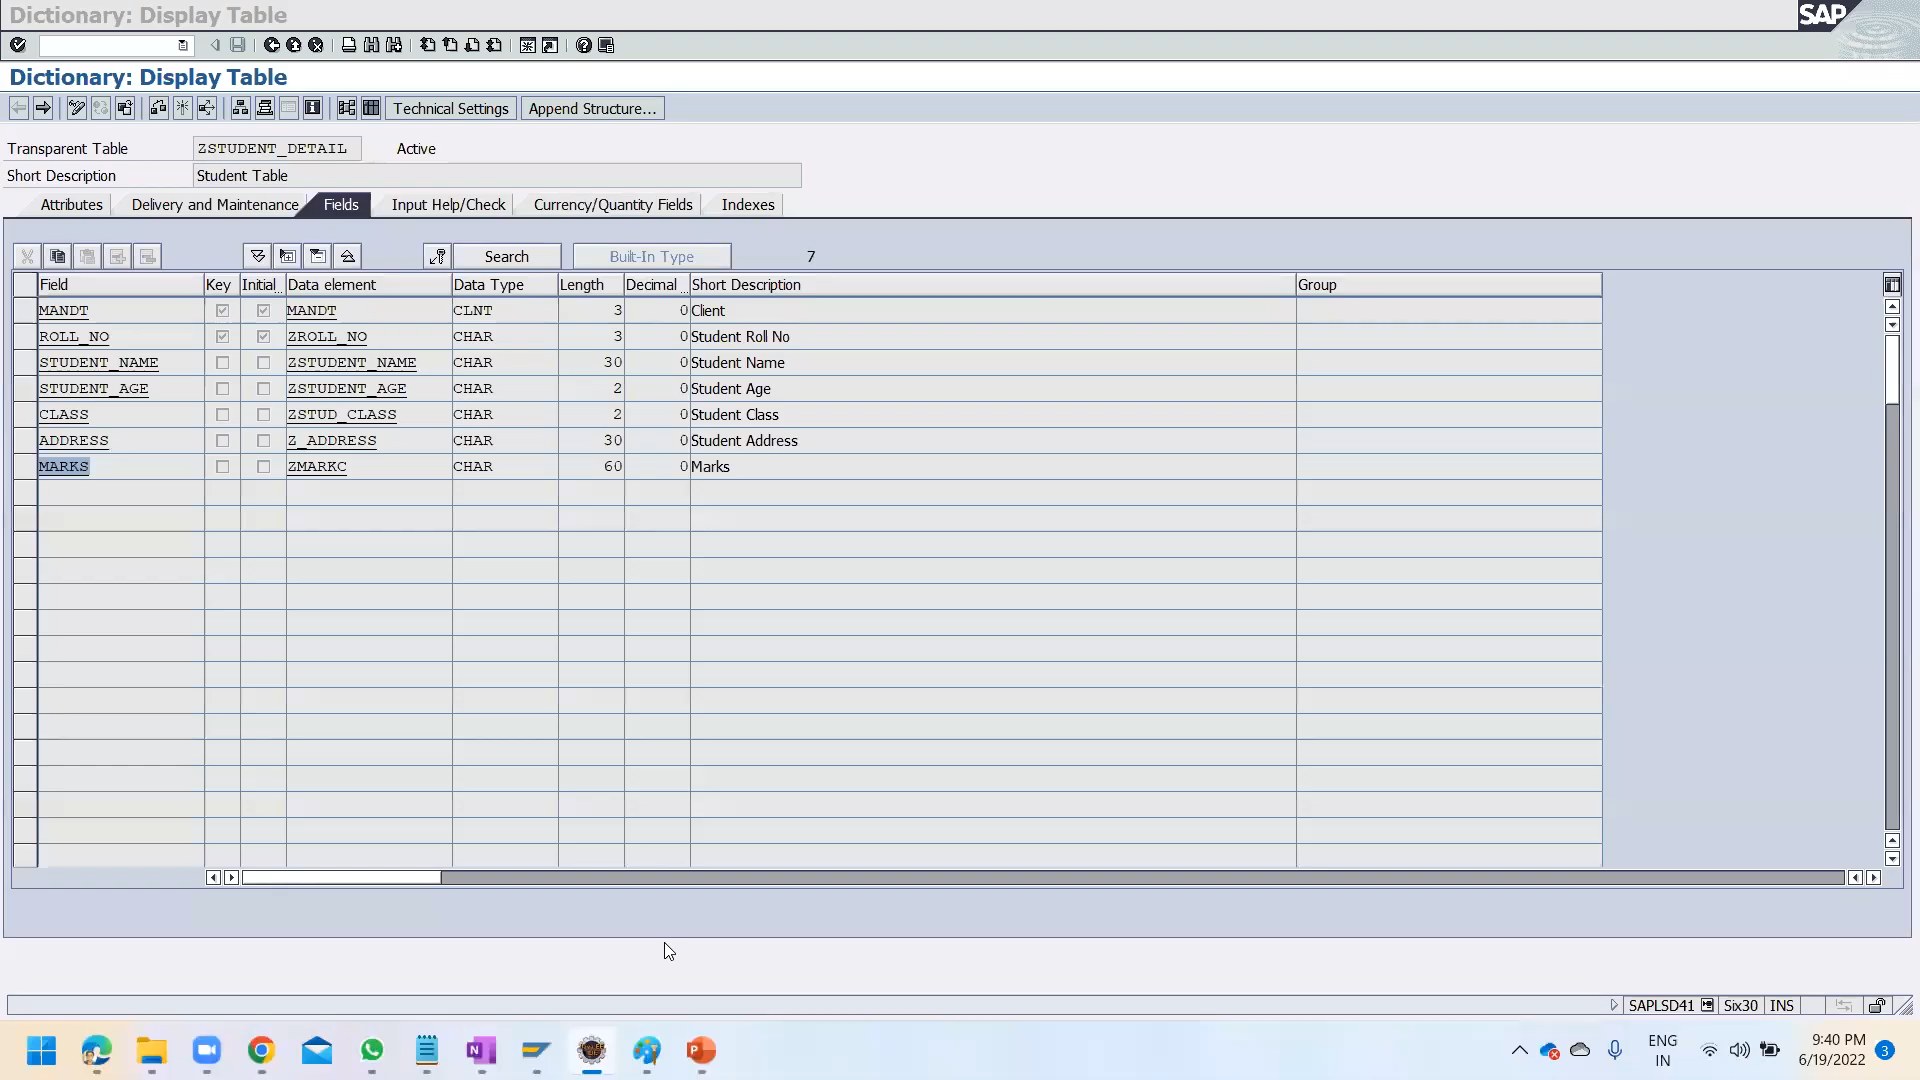 Dictionary: Display Table
SAP
Dictionary: Display Table
Technical Settings Append Structure...
Transparent Table ZSTUDENT_DETAIL Active
Short Description Student Table
Attributes Delivery and Maintenance Fields Input Help/Check Currency/Quantity Fields Indexes
Search Built-In Type 7
Field Key Initial... Data element Data Type Length Decimal ... Short Description Group
MANDT MANDT CLNT 3 0 Client
ROLL_NO ZROLL_NO CHAR 3 0 Student Roll No
STUDENT_NAME ZSTUDENT_NAME CHAR 30 0 Student Name
STUDENT_AGE ZSTUDENT_AGE CHAR 2 0 Student Age
CLASS ZSTUD_CLASS CHAR 2 0 Student Class
ADDRESS Z_ADDRESS CHAR 30 0 Student Address
MARKS ZMARKC CHAR 60 0 Marks
SAPLSD41 Six30 INS
ENG
IN
9:40 PM
6/19/2022
3